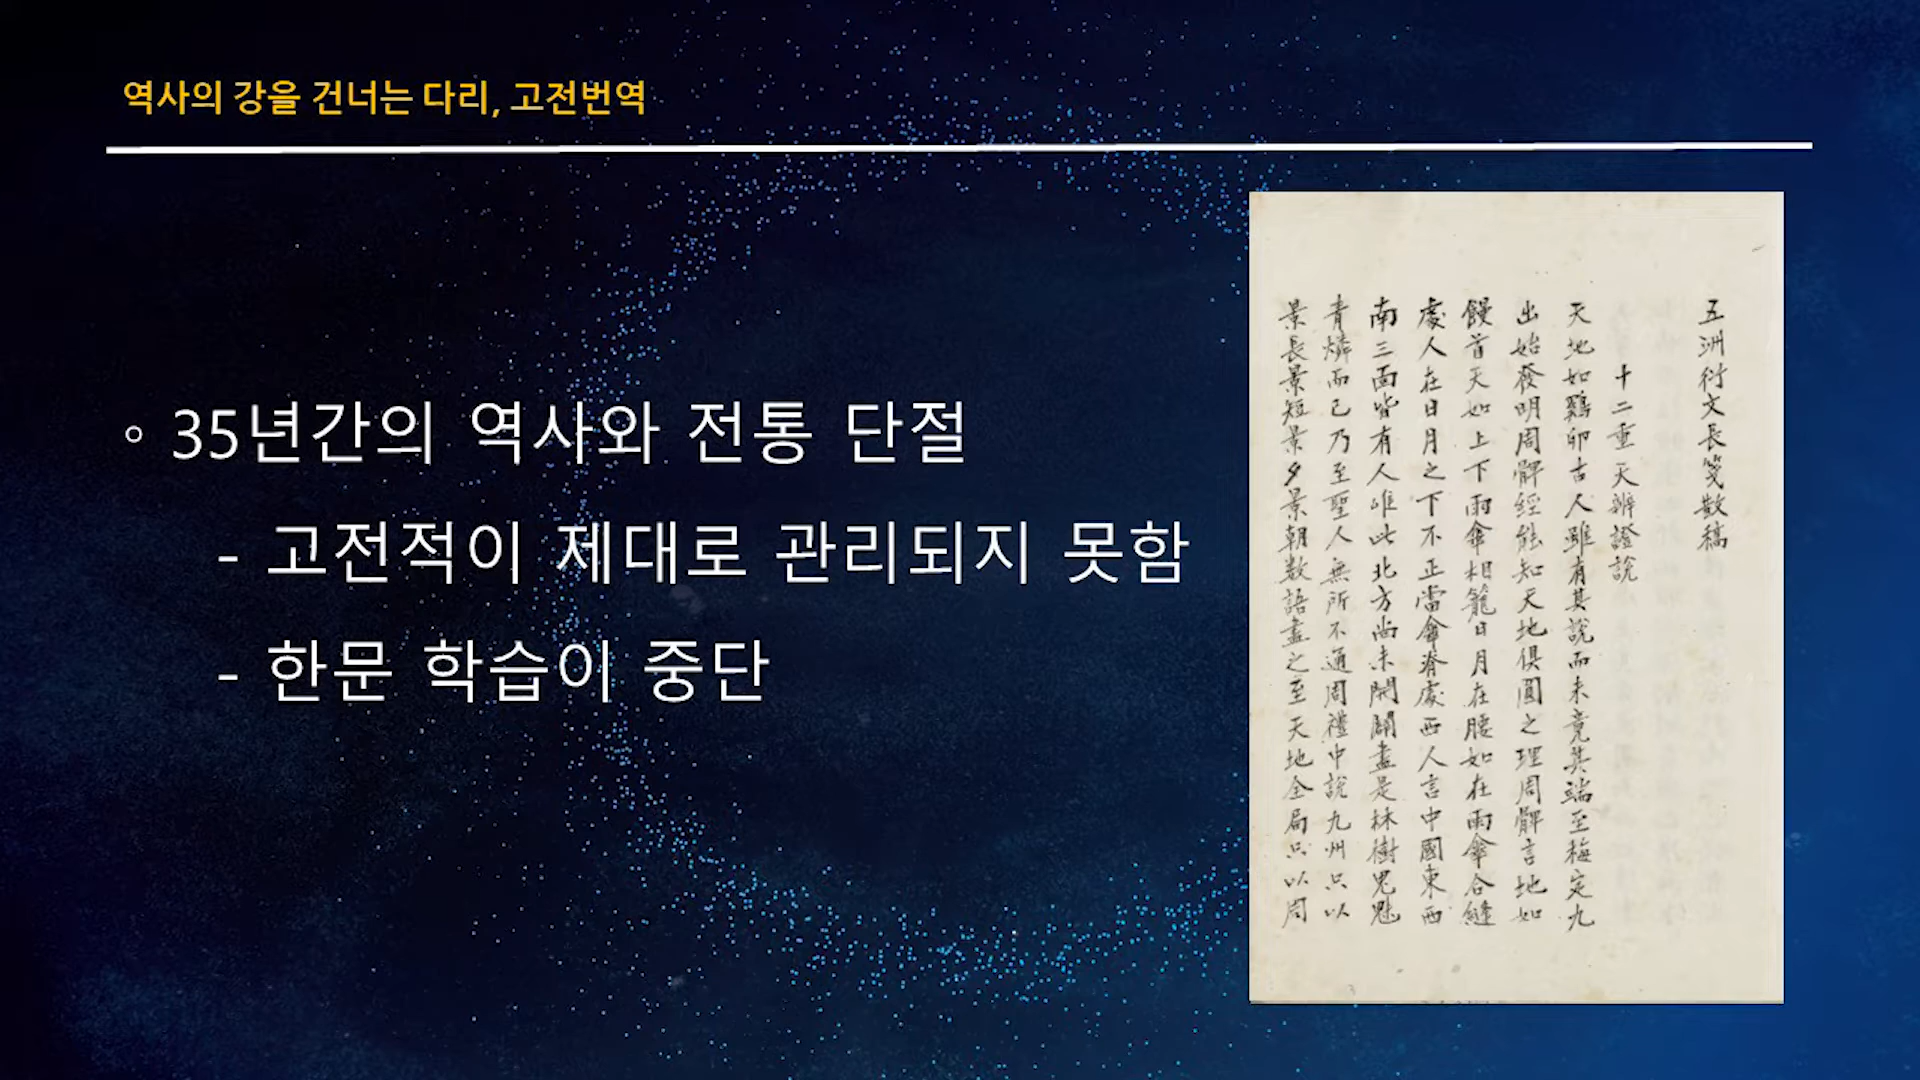 역사의 강을 건너는 다리, 고전번역
◦ 35년간의 역사와 전통 단절
- 고전적이 제대로 관리되지 못함
- 한문 학습이 중단
五洲衍文長箋散稿
十二重天辨證說
天地如鷄卵古人雖有其說而未竟其端至梅定九
出始發明周髀經能知天地俱圓之理周髀言地如
饅首天如上下雨傘相籠日月在腰如在雨傘合縫
處人在日月之下不正當傘脊處西人言中國東西
南三面皆有人唯此北方尚未開闢盡是林樹鬼魅
青燐而已乃至聖人無所不通周禮中說九州只以
景長景短景夕景朝数語盡之至天地全局只以周